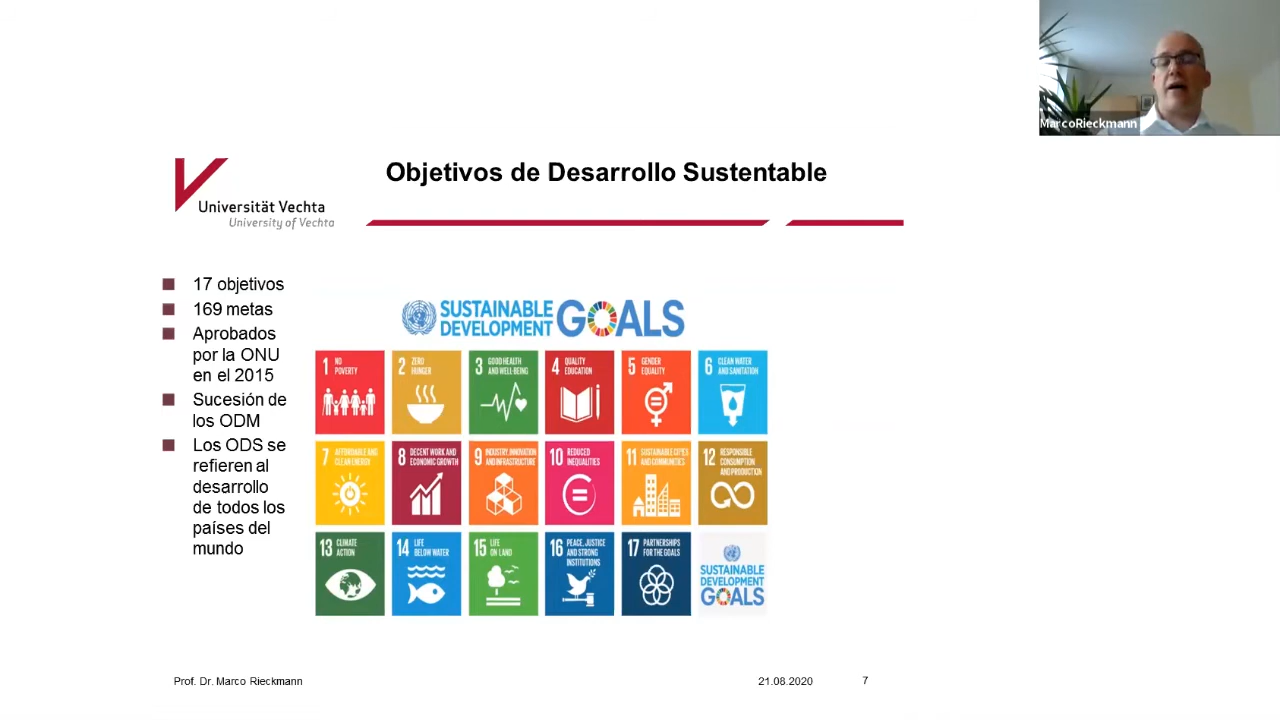 MarcoRieckmann
Objetivos de Desarrollo Sustentable
Universität Vechta
University of Vechta
17 objetivos
169 metas
Aprobados
por la ONU
en el 2015
Sucesión de
los ODM
Los ODS se
refieren al
desarrollo
de todos los
países del
mundo
SUSTAINABLE
DEVELOPMENT
GOALS
1 NO
POVERTY
2 ZERO
HUNGER
3 GOOD HEALTH
AND WELL-BEING
4 QUALITY
EDUCATION
5 GENDER
EQUALITY
6 CLEAN WATER
AND SANITATION
7 AFFORDABLE AND
CLEAN ENERGY
8 DECENT WORK AND
ECONOMIC GROWTH
9 INDUSTRY, INNOVATION
AND INFRASTRUCTURE
10 REDUCED
INEQUALITIES
11 SUSTAINABLE CITIES
AND COMMUNITIES
12 RESPONSIBLE
CONSUMPTION
AND PRODUCTION
13 CLIMATE
ACTION
14 LIFE
BELOW WATER
15 LIFE
ON LAND
16 PEACE, JUSTICE
AND STRONG
INSTITUTIONS
17 PARTNERSHIPS
FOR THE GOALS
SUSTAINABLE
DEVELOPMENT
GOALS
Prof. Dr. Marco Rieckmann
21.08.2020
7